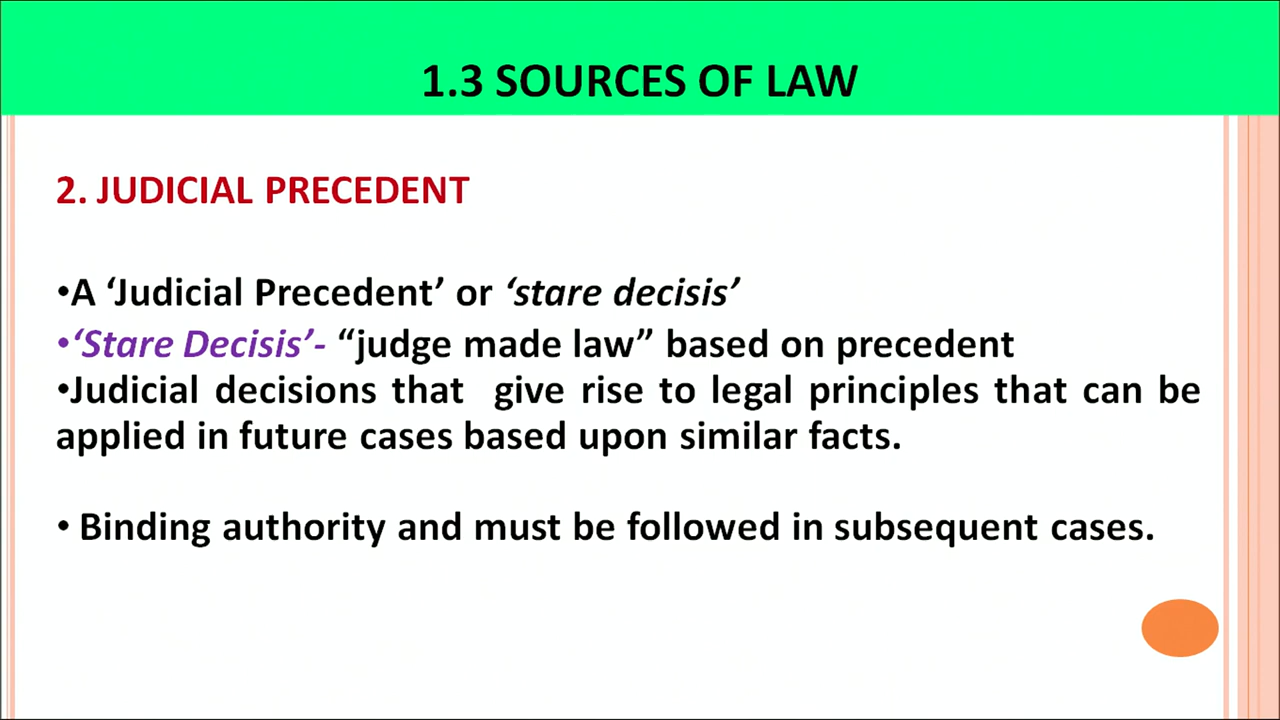 1.3 SOURCES OF LAW
2. JUDICIAL PRECEDENT
•A ‘Judicial Precedent’ or ‘stare decisis’
•‘Stare Decisis’- “judge made law” based on precedent
•Judicial decisions that give rise to legal principles that can be
applied in future cases based upon similar facts.
• Binding authority and must be followed in subsequent cases.